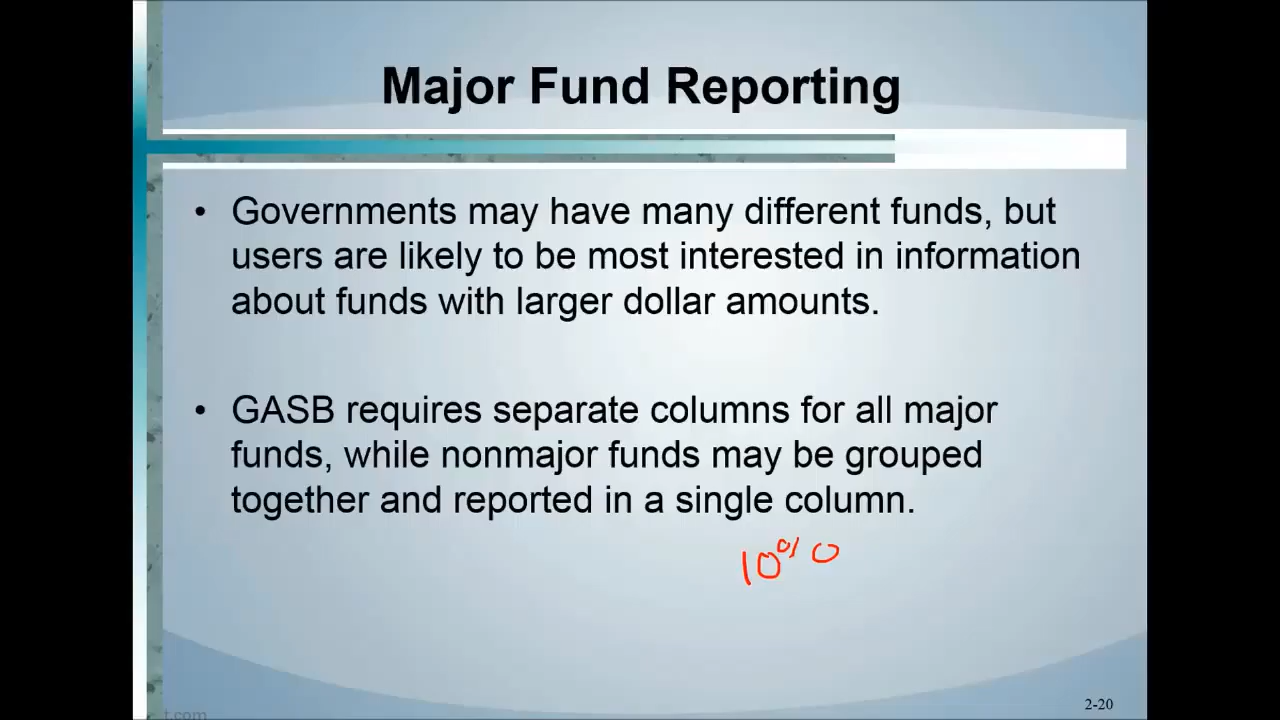 Major Fund Reporting
• Governments may have many different funds, but
users are likely to be most interested in information
about funds with larger dollar amounts.
• GASB requires separate columns for all major
funds, while nonmajor funds may be grouped
together and reported in a single column.
10%
2-20
t.com